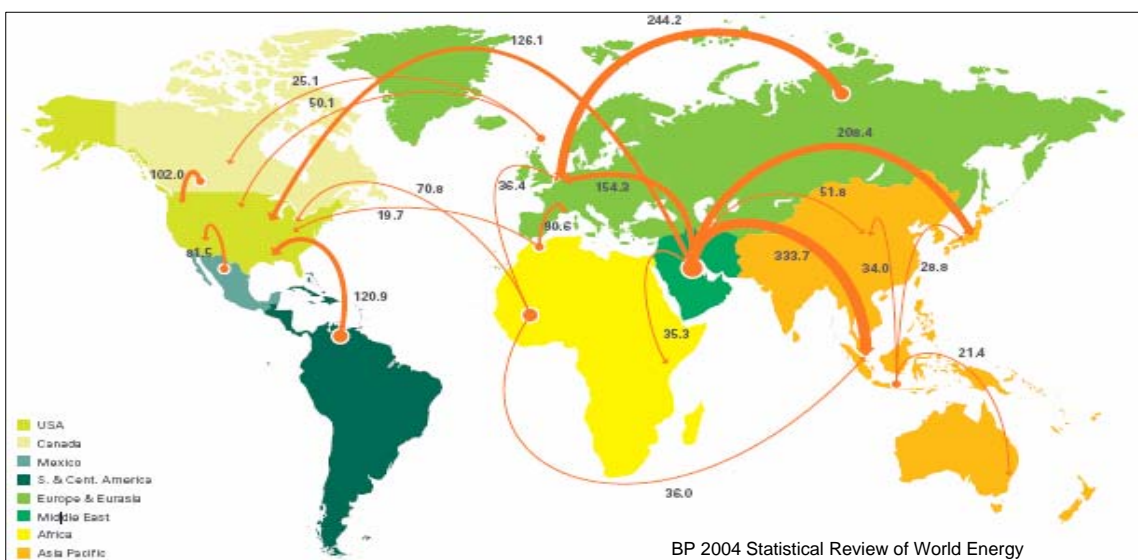 244.2
126.1
25.1
50.1
208.4
102.0
70.8
36.4
154.3
51.8
19.7
90.6
81.5
333.7
34.0
28.8
120.9
35.3
21.4
36.0
USA
Canada
Mexico
S. & Cent. America
Europe & Eurasia
Middle East
Africa
Asia Pacific
BP 2004 Statistical Review of World Energy